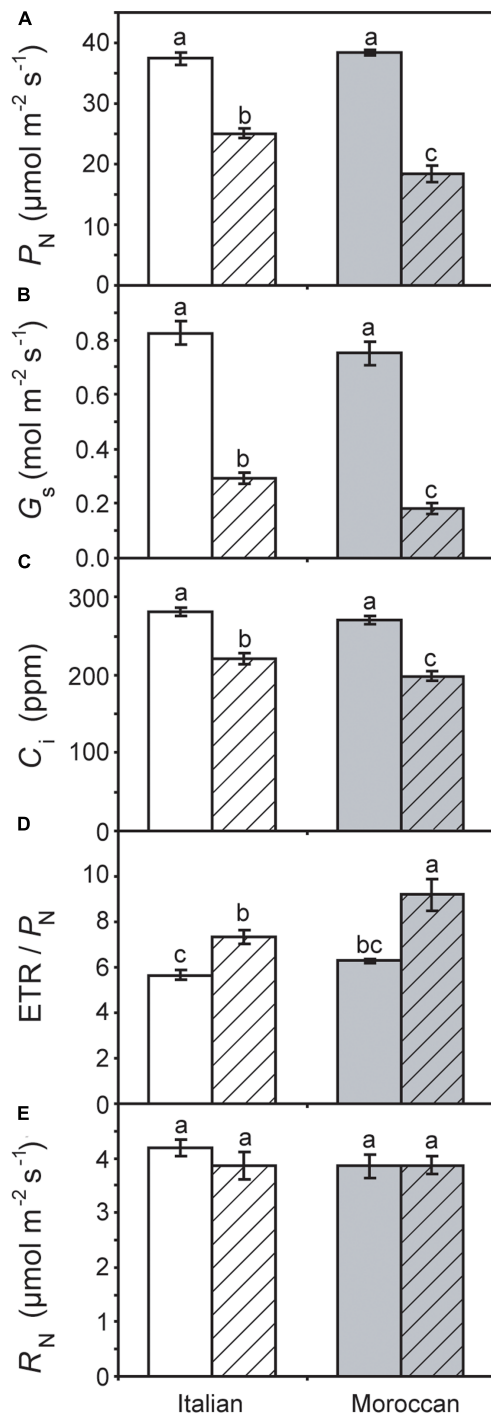 A
P_N (µmol m⁻² s⁻¹)
40
30
20
10
0
a
b
a
c
B
G_s (mol m⁻² s⁻¹)
0.8
0.6
0.4
0.2
0.0
a
b
a
c
C
C_i (ppm)
300
200
100
0
a
b
a
c
D
ETR / P_N
10
8
6
4
2
0
c
b
bc
a
E
R_N (µmol m⁻² s⁻¹)
4
3
2
1
0
a
a
a
a
Italian
Moroccan